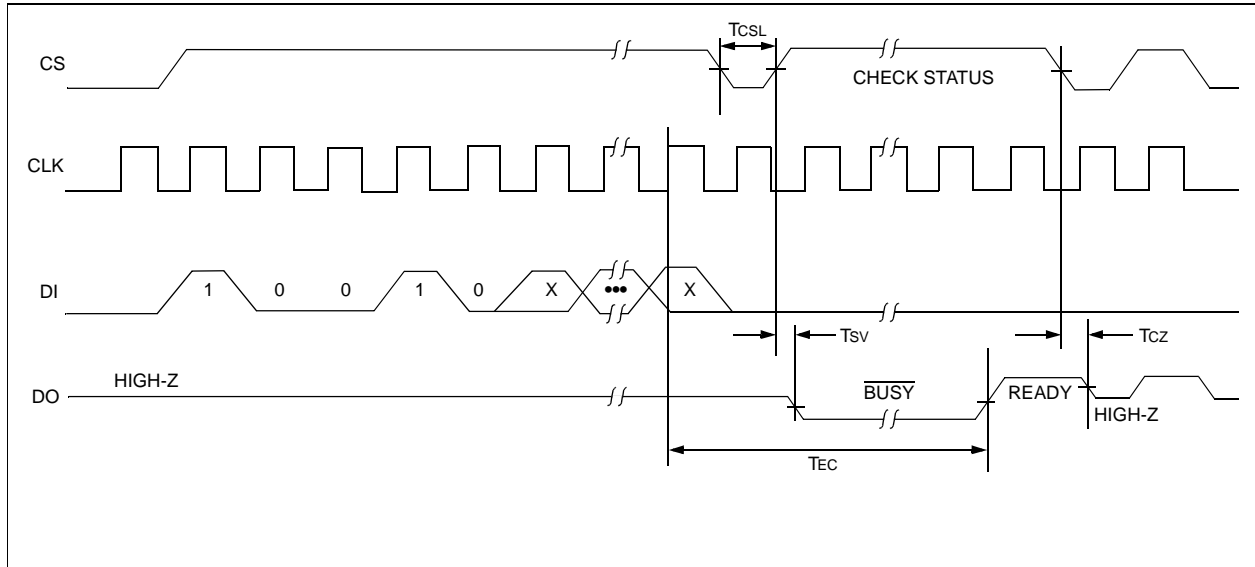 TCSL
CS
CHECK STATUS
CLK
DI
1 0 0 1 0 X ••• X
TSV
TCZ
HIGH-Z
DO
BUSY
READY
HIGH-Z
TEC